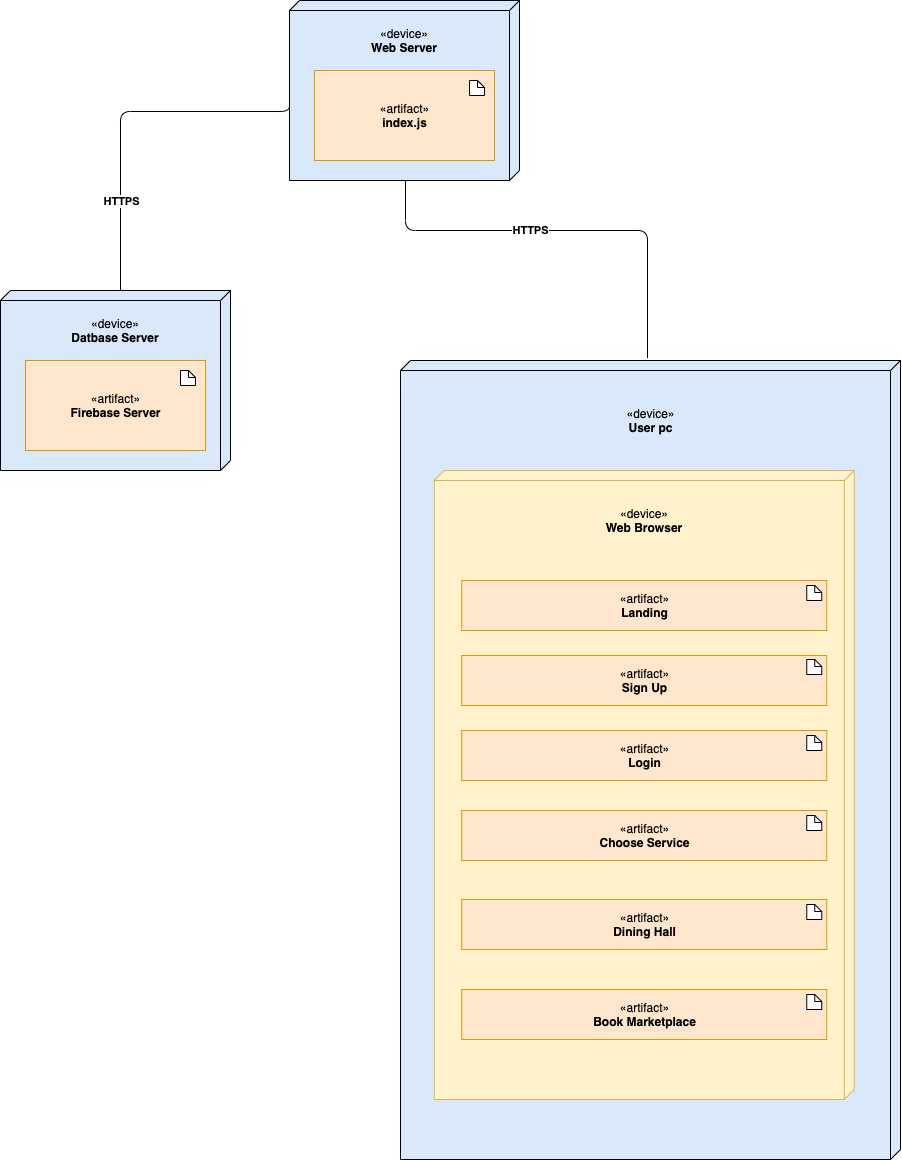 «device»
Web Server
«artifact»
index.js
HTTPS
HTTPS
«device»
Datbase Server
«artifact»
Firebase Server
«device»
User pc
«device»
Web Browser
«artifact»
Landing
«artifact»
Sign Up
«artifact»
Login
«artifact»
Choose Service
«artifact»
Dining Hall
«artifact»
Book Marketplace